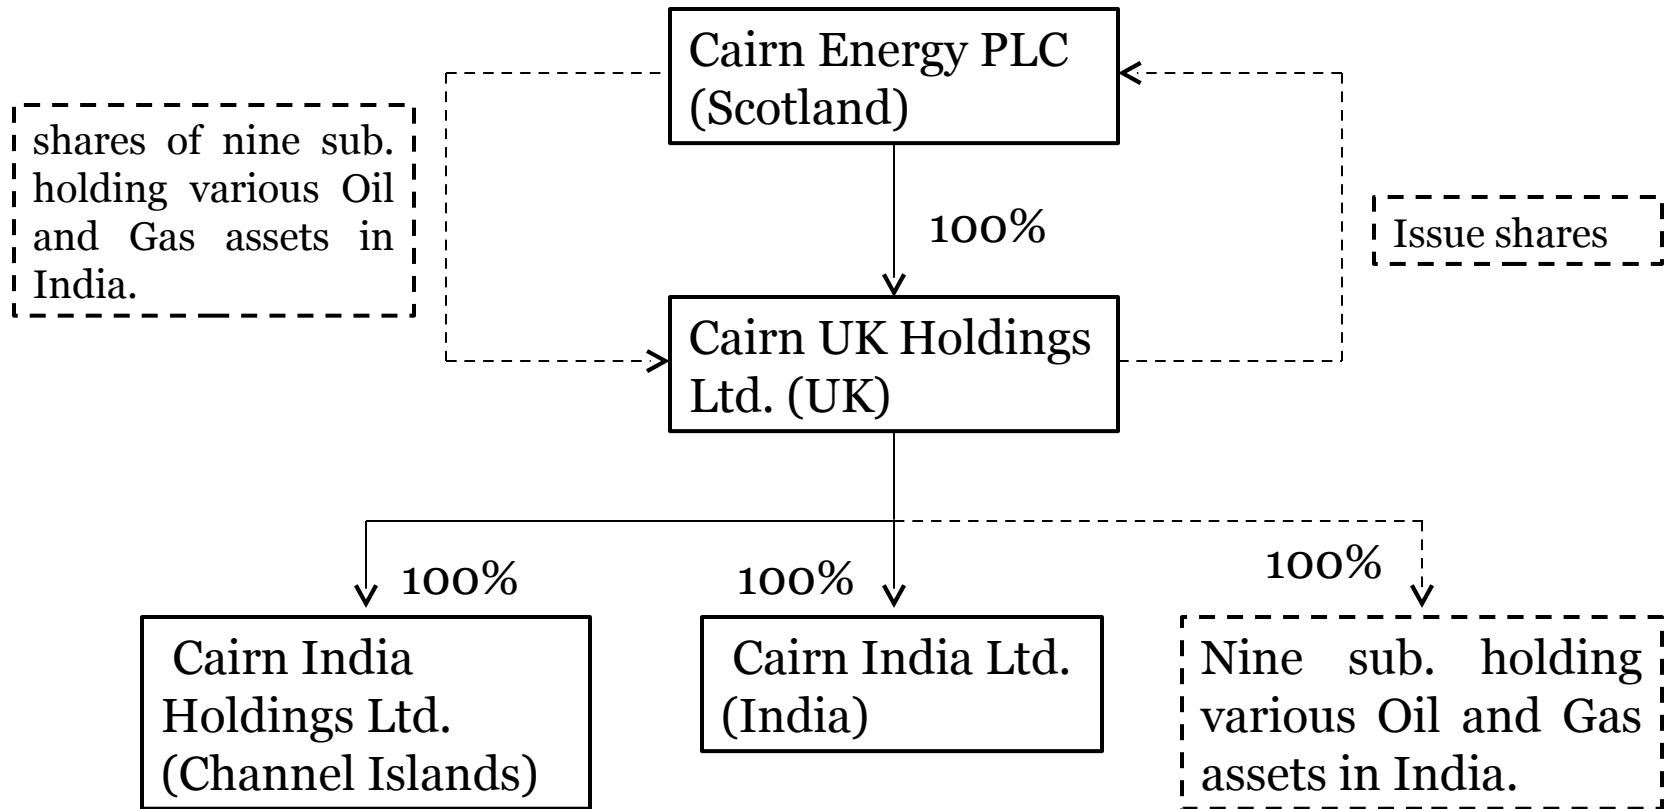 Cairn Energy PLC
(Scotland)
shares of nine sub.
holding various Oil
and Gas assets in
India.
100%
Issue shares
Cairn UK Holdings
Ltd. (UK)
100%
100%
100%
Cairn India
Holdings Ltd.
(Channel Islands)
Cairn India Ltd.
(India)
Nine sub. holding
various Oil and Gas
assets in India.